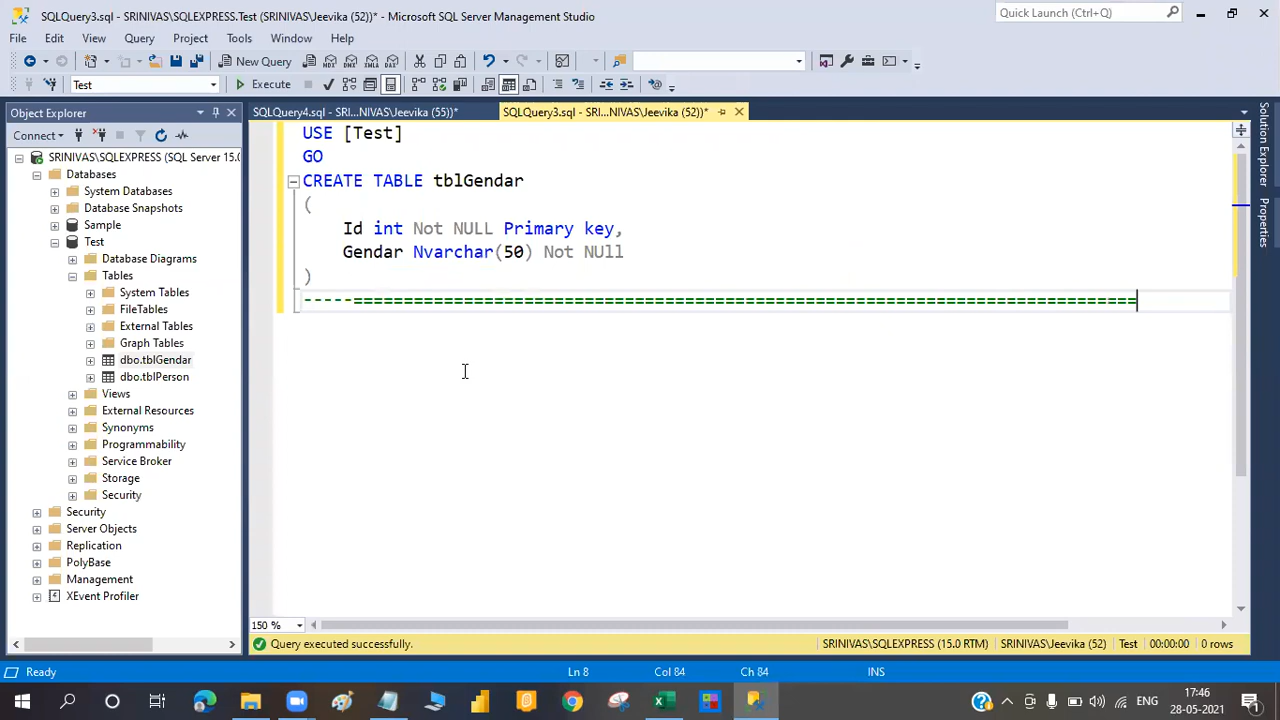 SQLQuery3.sql - SRINIVAS\SQLEXPRESS.Test (SRINIVAS\Jeevika (52))* - Microsoft SQL Server Management Studio
Quick Launch (Ctrl+Q)
File Edit View Query Project Tools Window Help
New Query
MDX DMX XMLA DAX
Test
Execute
Object Explorer
SQLQuery4.sql - SRI...NIVAS\Jeevika (55))*
SQLQuery3.sql - SRI...NIVAS\Jeevika (52))*
Connect
SRINIVAS\SQLEXPRESS (SQL Server 15.0
Databases
System Databases
Database Snapshots
Sample
Test
Database Diagrams
Tables
System Tables
FileTables
External Tables
Graph Tables
dbo.tblGendar
dbo.tblPerson
Views
External Resources
Synonyms
Programmability
Service Broker
Storage
Security
Security
Server Objects
Replication
PolyBase
Management
XEvent Profiler
USE [Test]
GO
CREATE TABLE tblGendar
(
Id int Not NULL Primary key,
Gendar Nvarchar(50) Not NUll
)
-----==============================================================================
Solution Explorer
Properties
150 %
Query executed successfully.
SRINIVAS\SQLEXPRESS (15.0 RTM) SRINIVAS\Jeevika (52) Test 00:00:00 0 rows
Ready Ln 8 Col 84 Ch 84 INS
ENG
17:46
28-05-2021